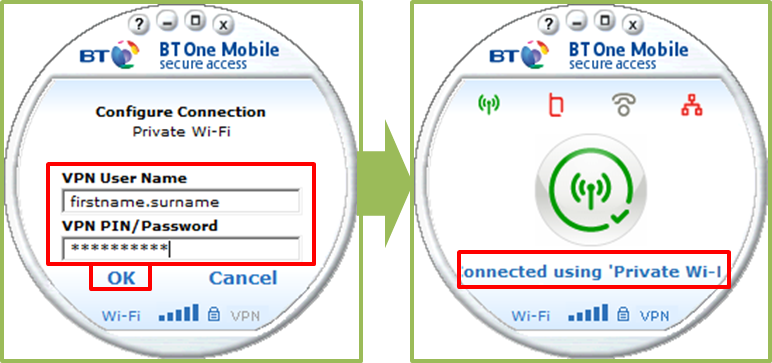 ? – □ x
BT BT One Mobile
secure access
Configure Connection
Private Wi-Fi
VPN User Name
firstname.surname
VPN PIN/Password
**********
OK Cancel
Wi-Fi VPN
? – □ x
BT BT One Mobile
secure access
Connected using 'Private Wi-
Wi-Fi VPN